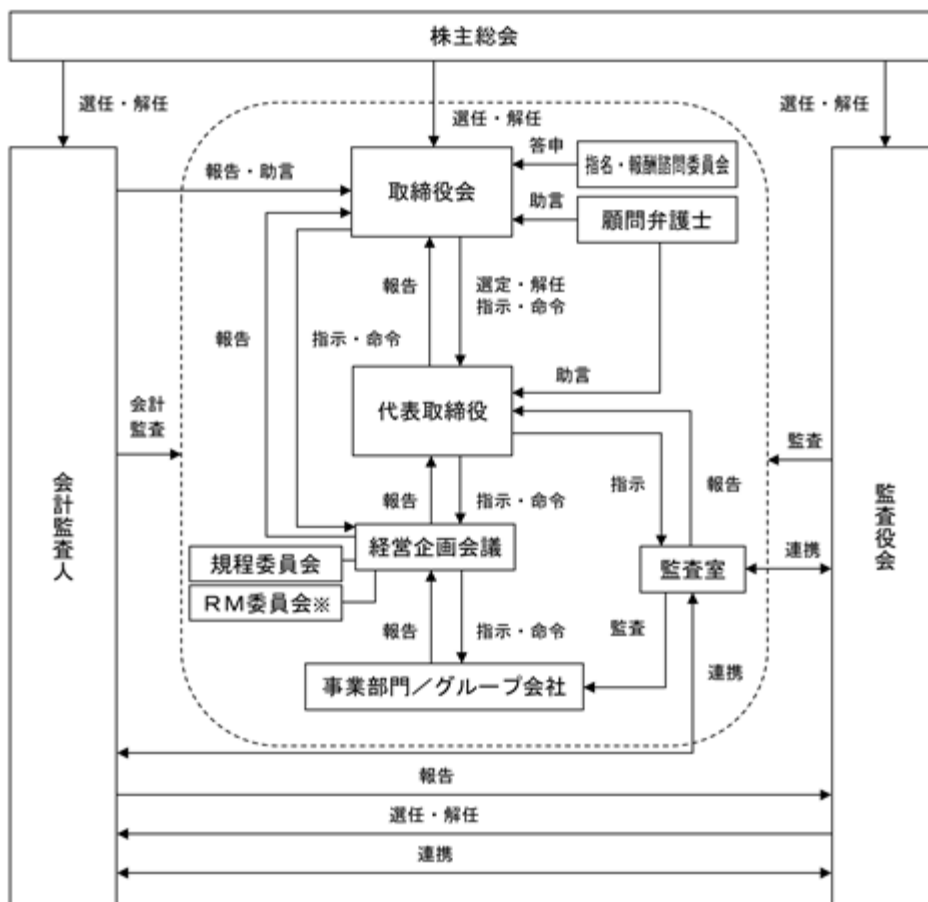 株主総会
選任・解任
選任・解任
選任・解任
報告・助言
取締役会
答申
指名・報酬諮問委員会
助言
顧問弁護士
報告
選定・解任
指示・命令
報告
指示・命令
助言
代表取締役
会計
監査
監査
会計監査人
監査役会
報告
指示・命令
指示
報告
経営企画会議
規程委員会
RM委員会※
監査室
連携
報告
指示・命令
監査
連携
事業部門／グループ会社
報告
選任・解任
連携